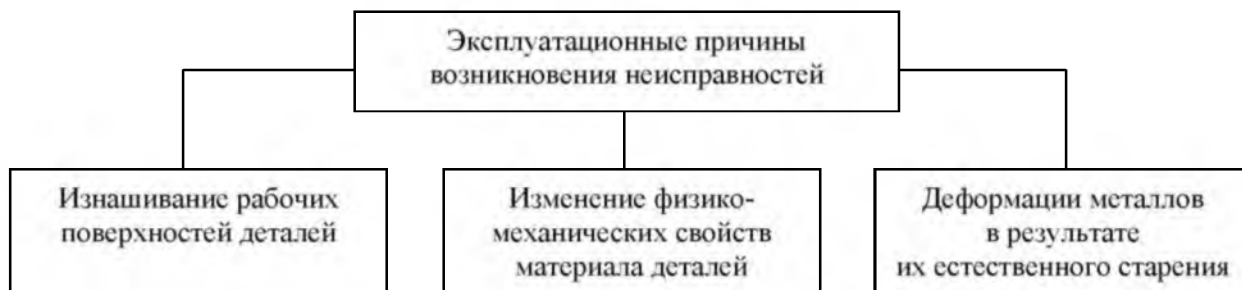 Эксплуатационные причины
возникновения неисправностей
Изнашивание рабочих
поверхностей деталей
Изменение физико-
механических свойств
материала деталей
Деформации металлов
в результате
их естественного старения